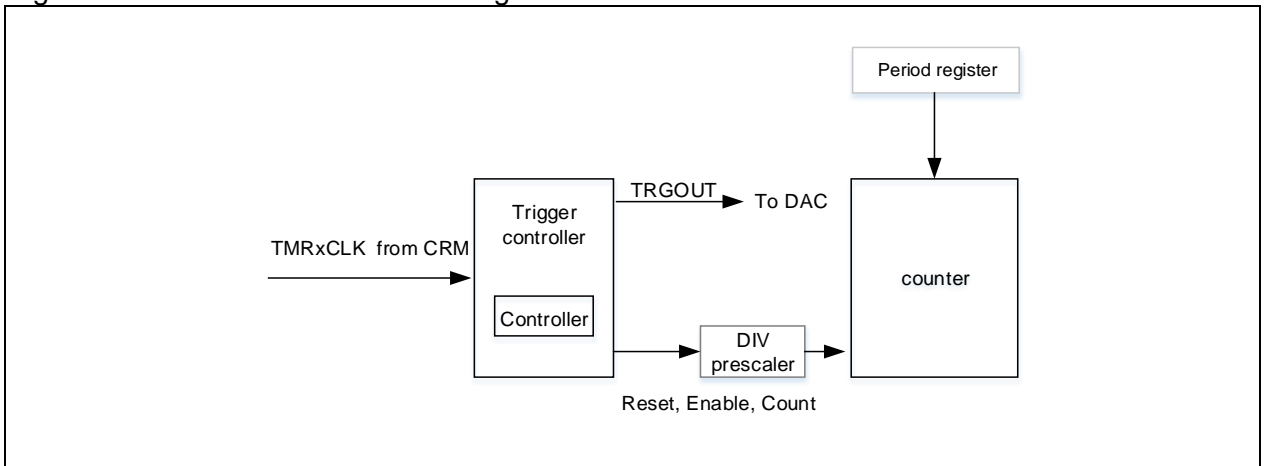 Period register
TRGOUT
To DAC
Trigger
controller
TMRxCLK from CRM
counter
Controller
DIV
prescaler
Reset, Enable, Count